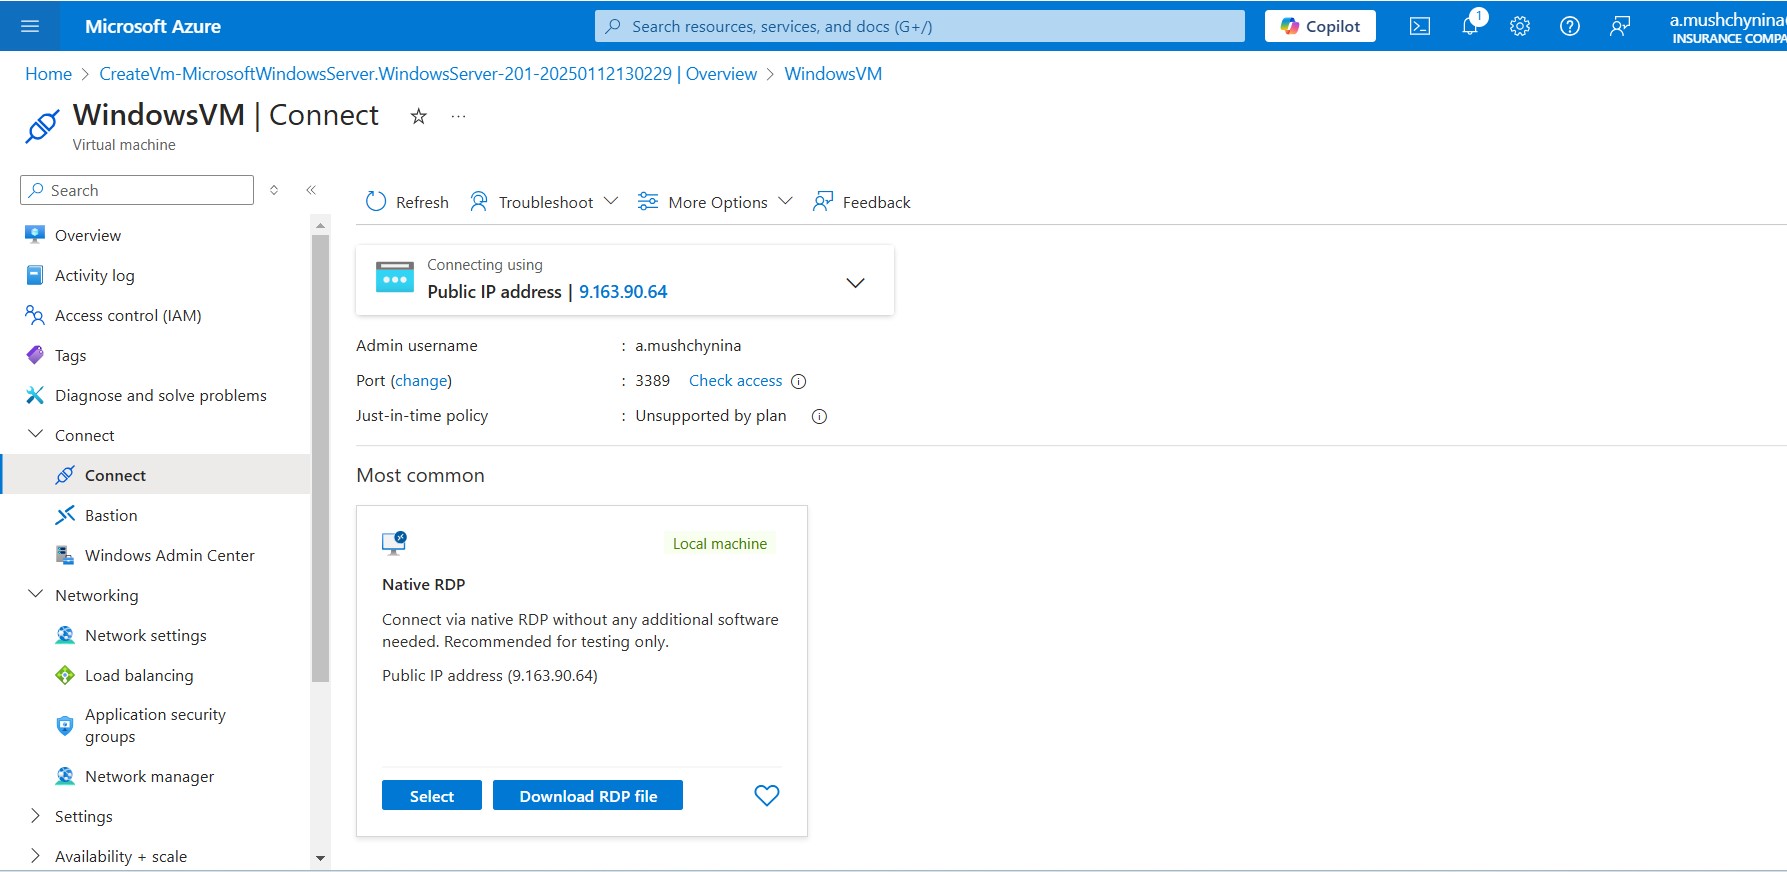 Microsoft Azure
Search resources, services, and docs (G+/)
Copilot
1
a.mushchynina
INSURANCE COMPA
Home > CreateVm-MicrosoftWindowsServer.WindowsServer-201-20250112130229 | Overview > WindowsVM
WindowsVM | Connect
Virtual machine
Search
Refresh Troubleshoot More Options Feedback
Overview
Activity log
Access control (IAM)
Tags
Diagnose and solve problems
Connect
Connect
Bastion
Windows Admin Center
Networking
Network settings
Load balancing
Application security
groups
Network manager
Settings
Availability + scale
Connecting using
Public IP address | 9.163.90.64
Admin username : a.mushchynina
Port (change) : 3389 Check access
Just-in-time policy : Unsupported by plan
Most common
Local machine
Native RDP
Connect via native RDP without any additional software
needed. Recommended for testing only.
Public IP address (9.163.90.64)
Select Download RDP file